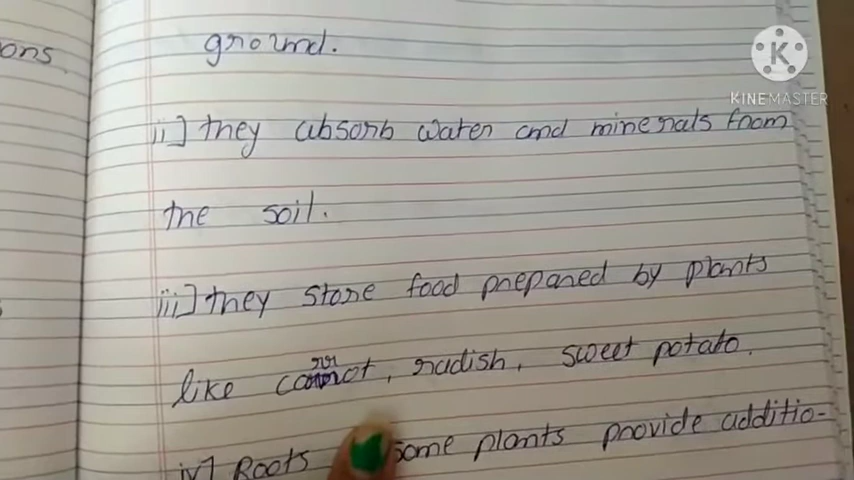 ons.
ground.
ii] they absorb water and minerals from
the soil.
iii] they store food prepared by plants
rr
like carrot, radish, sweet potato.
iv] Roots some plants provide additio-
KINEMASTER